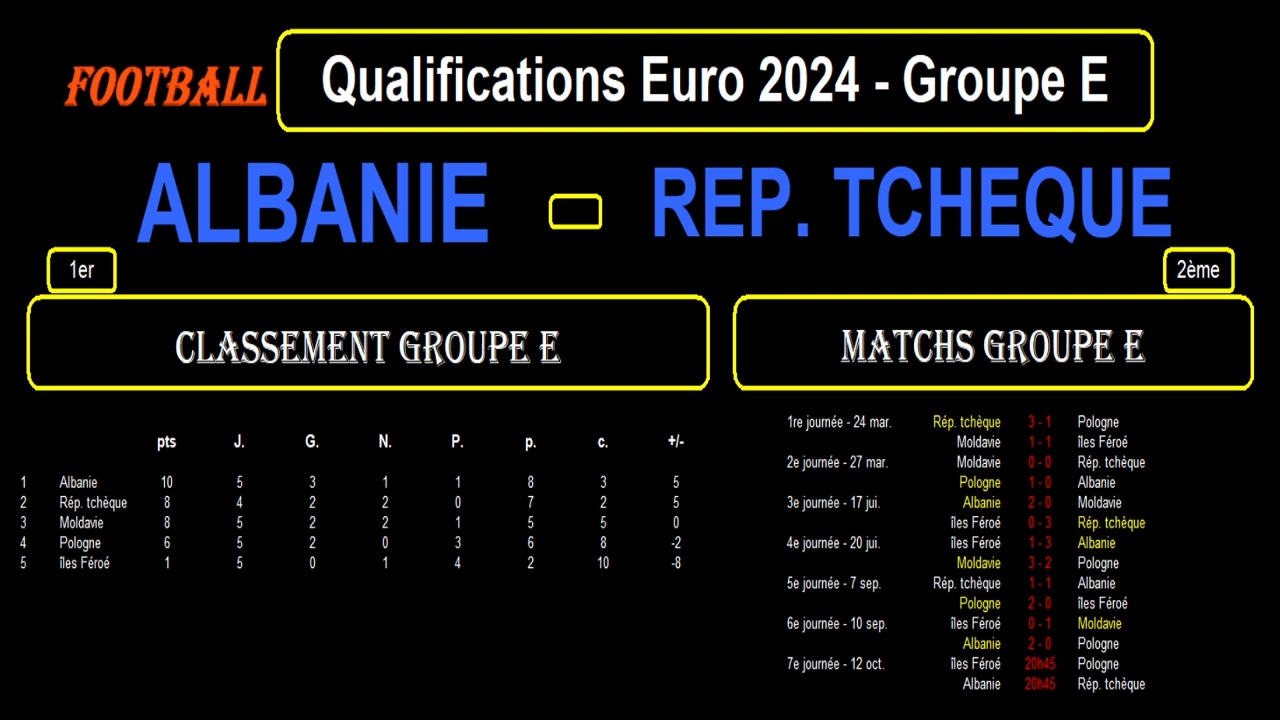 FOOTBALL
Qualifications Euro 2024 - Groupe E
ALBANIE
REP. TCHEQUE
1er
2ème
CLASSEMENT GROUPE E
MATCHS GROUPE E
pts J. G. N. P. p. c. +/-
1 Albanie 10 5 3 1 1 8 3 5
2 Rép. tchèque 8 4 2 2 0 7 2 5
3 Moldavie 8 5 2 2 1 5 5 0
4 Pologne 6 5 2 0 3 6 8 -2
5 îles Féroé 1 5 0 1 4 2 10 -8
1re journée - 24 mar. Rép. tchèque 3 - 1 Pologne
Moldavie 1 - 1 îles Féroé
2e journée - 27 mar. Moldavie 0 - 0 Rép. tchèque
Pologne 1 - 0 Albanie
3e journée - 17 jui. Albanie 2 - 0 Moldavie
îles Féroé 0 - 3 Rép. tchèque
4e journée - 20 jui. îles Féroé 1 - 3 Albanie
Moldavie 3 - 2 Pologne
5e journée - 7 sep. Rép. tchèque 1 - 1 Albanie
Pologne 2 - 0 îles Féroé
6e journée - 10 sep. îles Féroé 0 - 1 Moldavie
Albanie 2 - 0 Pologne
7e journée - 12 oct. îles Féroé 20h45 Pologne
Albanie 20h45 Rép. tchèque